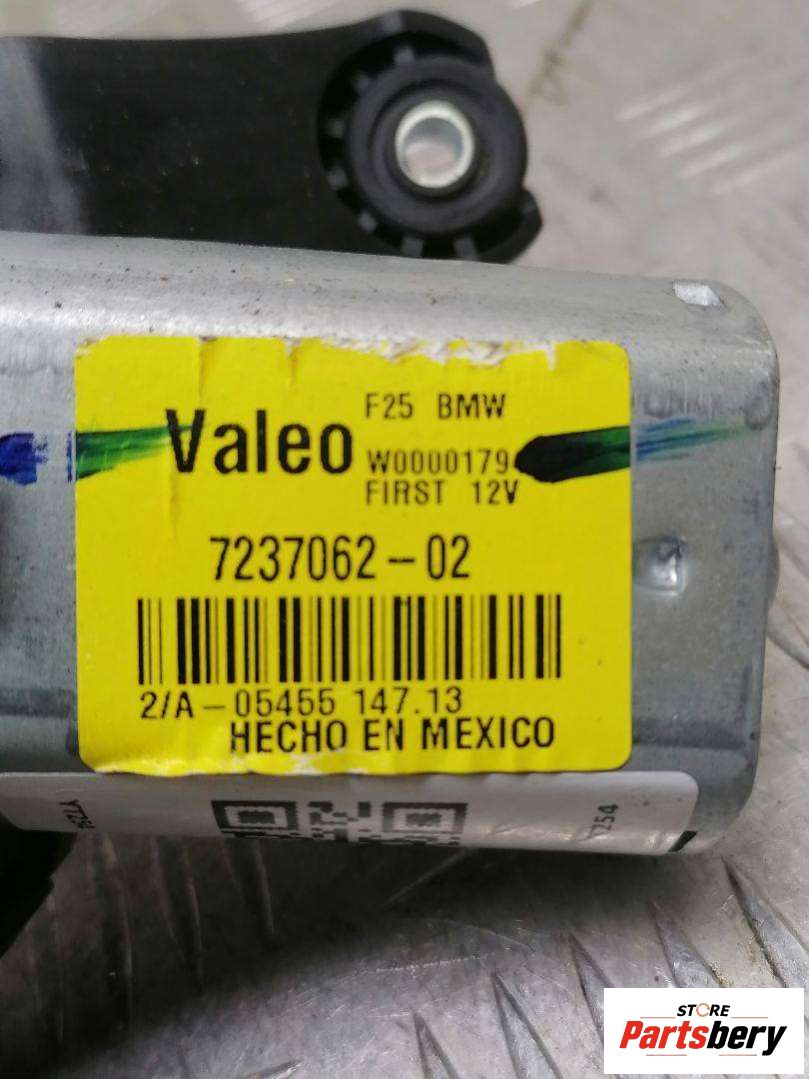 F25 BMW
Valeo W0000179
FIRST 12V
7237062-02
2/A-05455 147.13
HECHO EN MEXICO
STORE
Partsbery